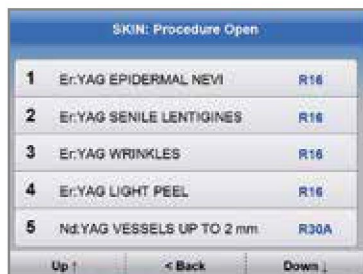 SKIN: Procedure Open
1 Er:YAG EPIDERMAL NEVI R16
2 Er:YAG SENILE LENTIGINES R16
3 Er:YAG WRINKLES R16
4 Er:YAG LIGHT PEEL R16
5 Nd:YAG VESSELS UP TO 2 mm R30A
Up ↑ < Back Down ↓